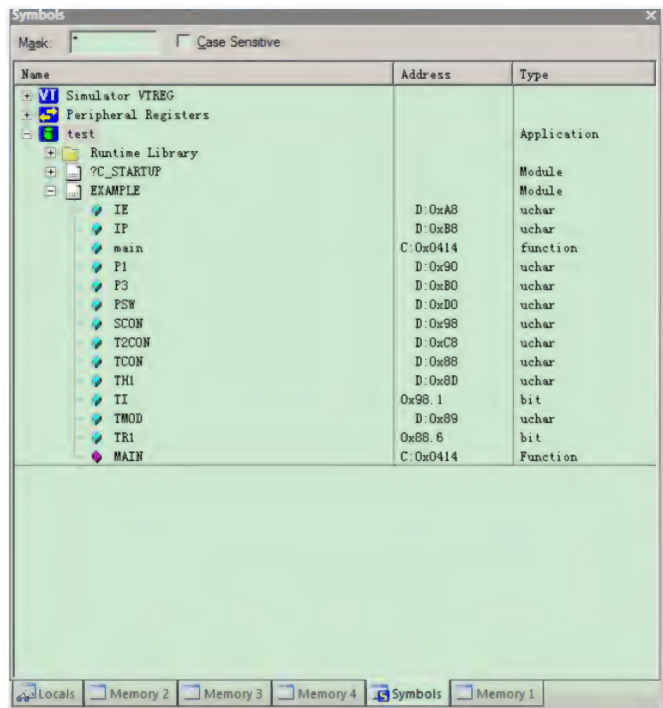 Symbols
Mask: * Case Sensitive
Name Address Type
VT Simulator VTREG
Peripheral Registers
test Application
Runtime Library
?C_STARTUP Module
EXAMPLE Module
IE D:0xA8 uchar
IP D:0xB8 uchar
main C:0x0414 function
P1 D:0x90 uchar
P3 D:0xB0 uchar
PSW D:0xD0 uchar
SCON D:0x98 uchar
T2CON D:0xC8 uchar
TCON D:0x88 uchar
TH1 D:0x8D uchar
TI 0x98.1 bit
TMOD D:0x89 uchar
TR1 0x88.6 bit
MAIN C:0x0414 Function
Locals Memory 2 Memory 3 Memory 4 Symbols Memory 1